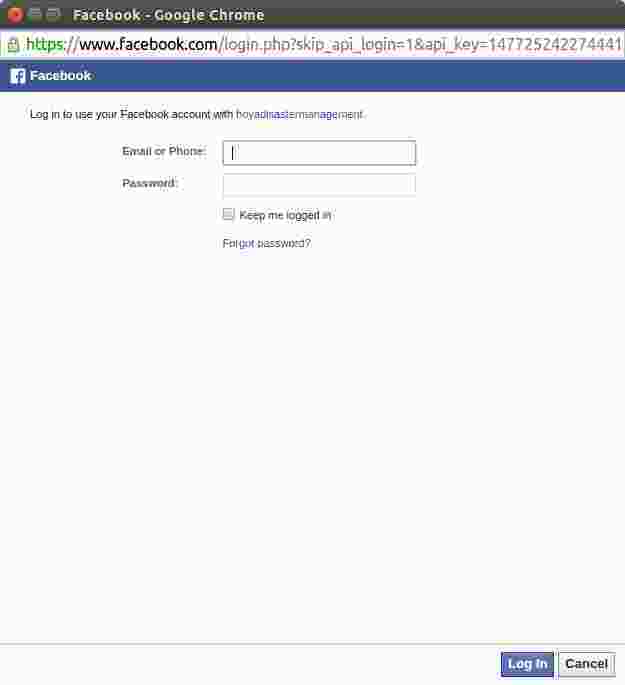 Facebook - Google Chrome
https://www.facebook.com/login.php?skip_api_login=1&api_key=147725242274441
Facebook
Log in to use your Facebook account with hoyadisastermanagement.
Email or Phone:
Password:
Keep me logged in
Forgot password?
Log In
Cancel